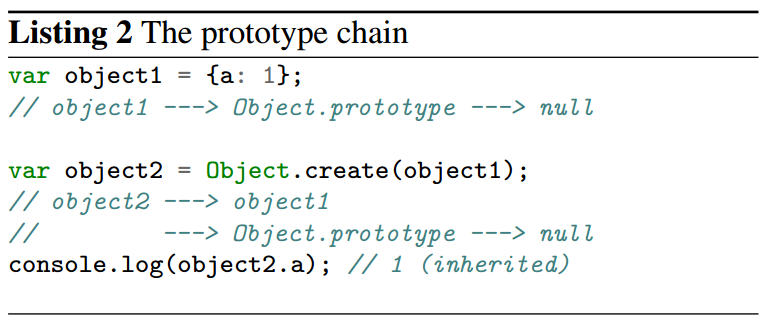 Listing 2 The prototype chain
var object1 = {a: 1};
// object1 ---> Object.prototype ---> null
var object2 = Object.create(object1);
// object2 ---> object1
//         ---> Object.prototype ---> null
console.log(object2.a); // 1 (inherited)